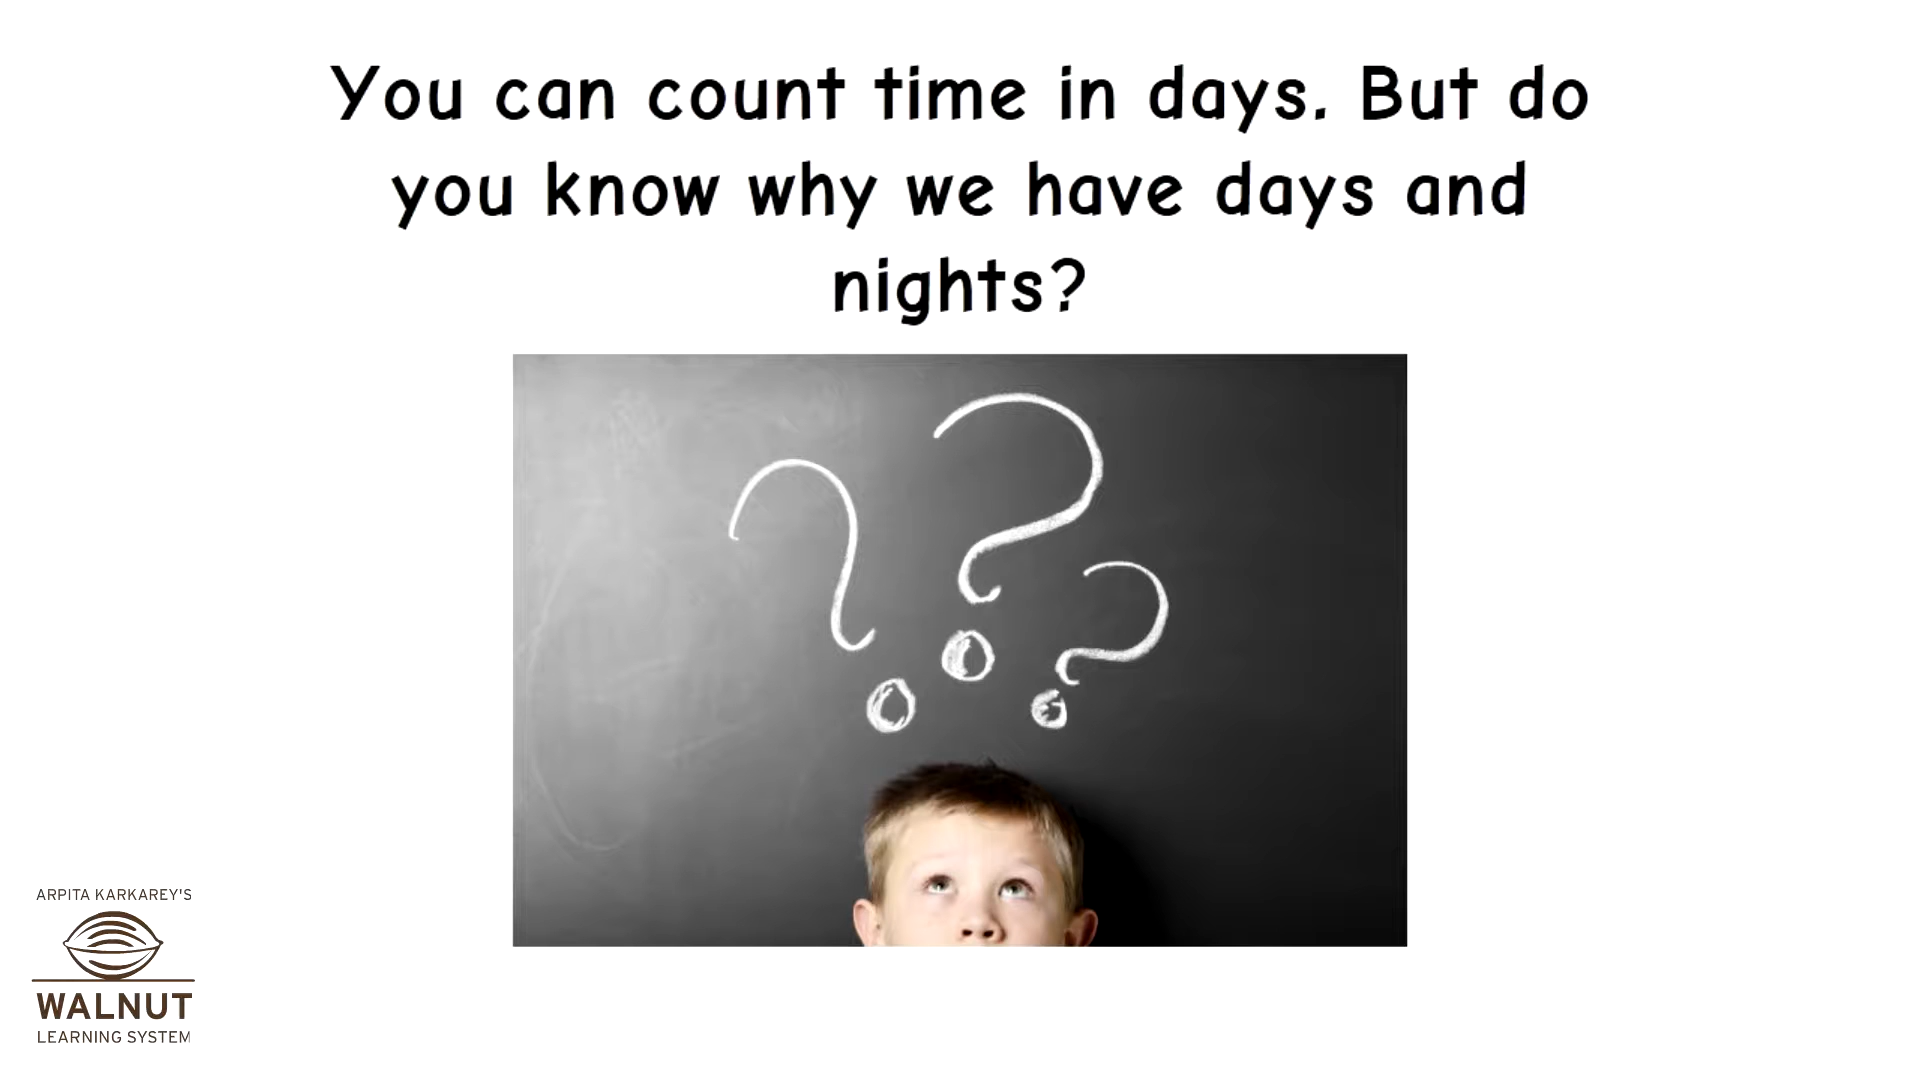 You can count time in days. But do
you know why we have days and
nights?
ARPITA KARKAREY'S
WALNUT
LEARNING SYSTEM